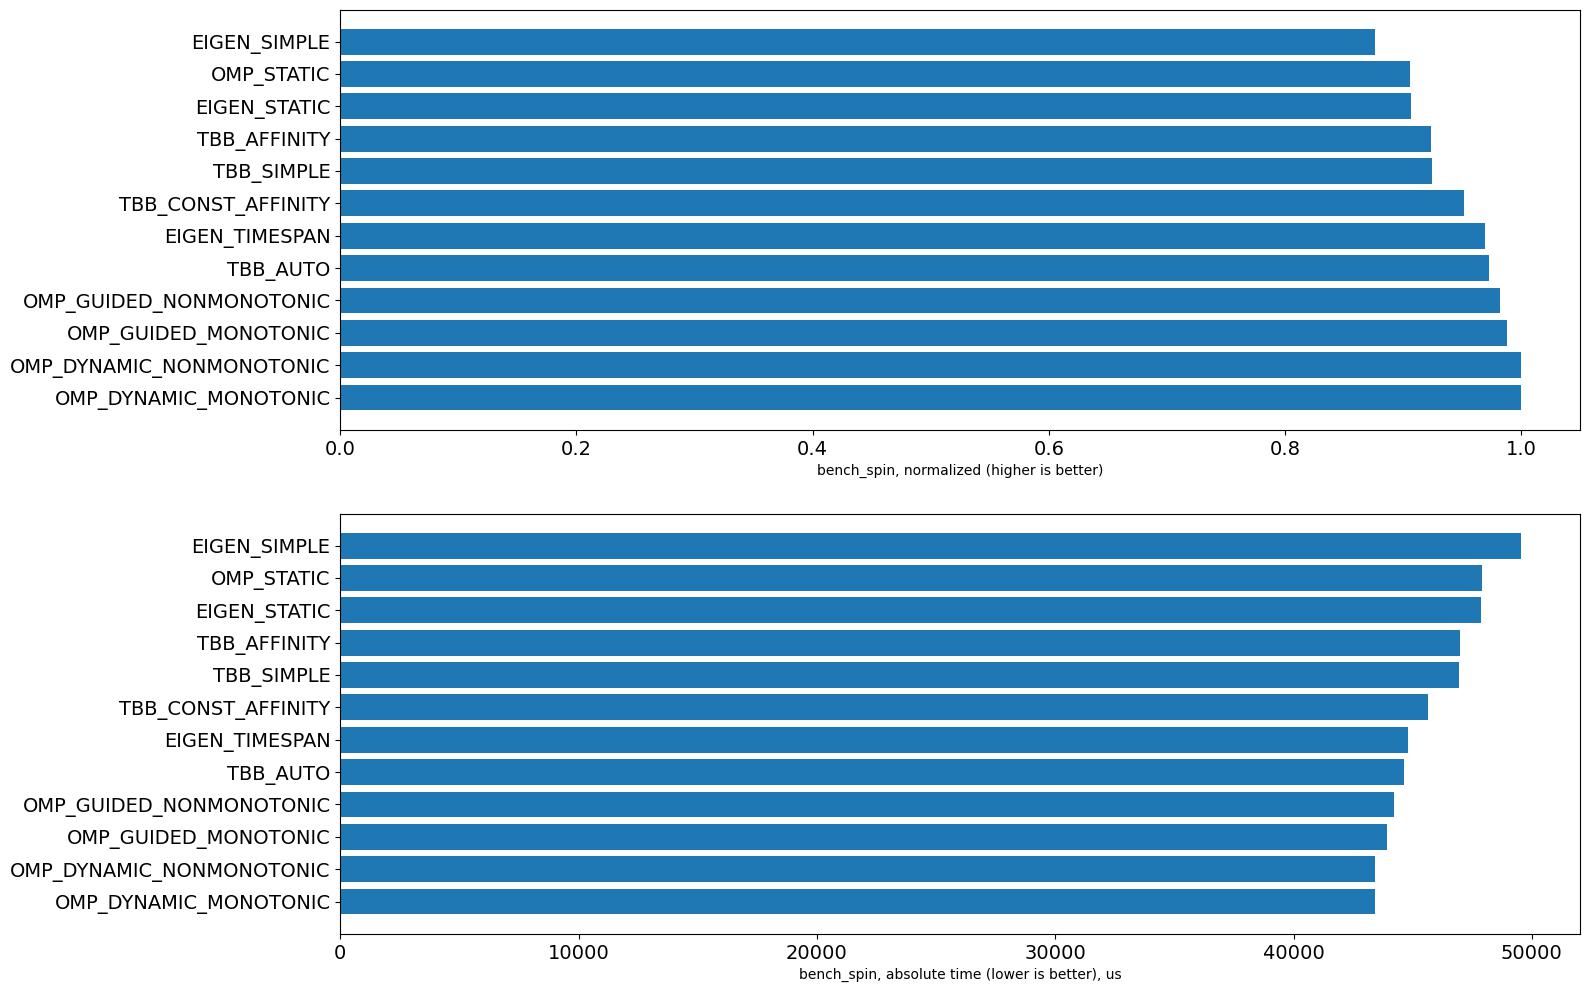 EIGEN_SIMPLE
OMP_STATIC
EIGEN_STATIC
TBB_AFFINITY
TBB_SIMPLE
TBB_CONST_AFFINITY
EIGEN_TIMESPAN
TBB_AUTO
OMP_GUIDED_NONMONOTONIC
OMP_GUIDED_MONOTONIC
OMP_DYNAMIC_NONMONOTONIC
OMP_DYNAMIC_MONOTONIC
0.0 0.2 0.4 0.6 0.8 1.0
bench_spin, normalized (higher is better)
EIGEN_SIMPLE
OMP_STATIC
EIGEN_STATIC
TBB_AFFINITY
TBB_SIMPLE
TBB_CONST_AFFINITY
EIGEN_TIMESPAN
TBB_AUTO
OMP_GUIDED_NONMONOTONIC
OMP_GUIDED_MONOTONIC
OMP_DYNAMIC_NONMONOTONIC
OMP_DYNAMIC_MONOTONIC
0 10000 20000 30000 40000 50000
bench_spin, absolute time (lower is better), us